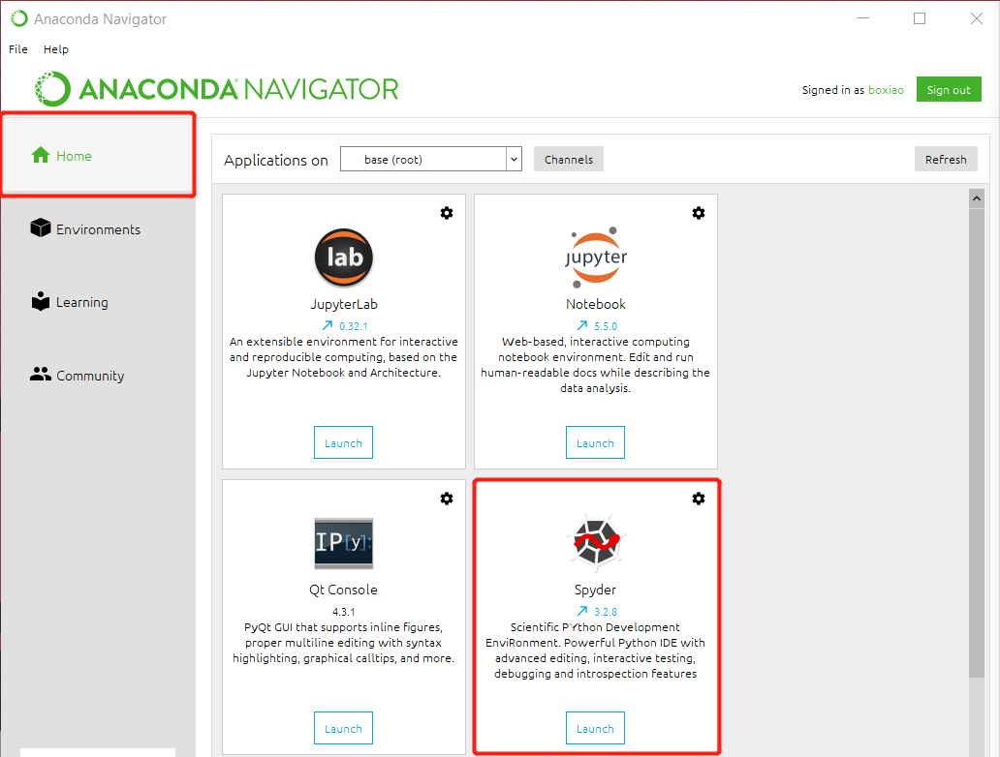 Anaconda Navigator
File Help
ANACONDA NAVIGATOR
Signed in as boxiao Sign out
Home
Environments
Learning
Community
Applications on base (root) Channels Refresh
lab
JupyterLab
0.32.1
An extensible environment for interactive
and reproducible computing, based on the
Jupyter Notebook and Architecture.
Launch
jupyter
Notebook
5.5.0
Web-based, interactive computing
notebook environment. Edit and run
human-readable docs while describing the
data analysis.
Launch
IP[y]:
Qt Console
4.3.1
PyQt GUI that supports inline figures,
proper multiline editing with syntax
highlighting, graphical calltips, and more.
Launch
Spyder
3.2.8
Scientific PYthon Development
EnviRonment. Powerful Python IDE with
advanced editing, interactive testing,
debugging and introspection features
Launch